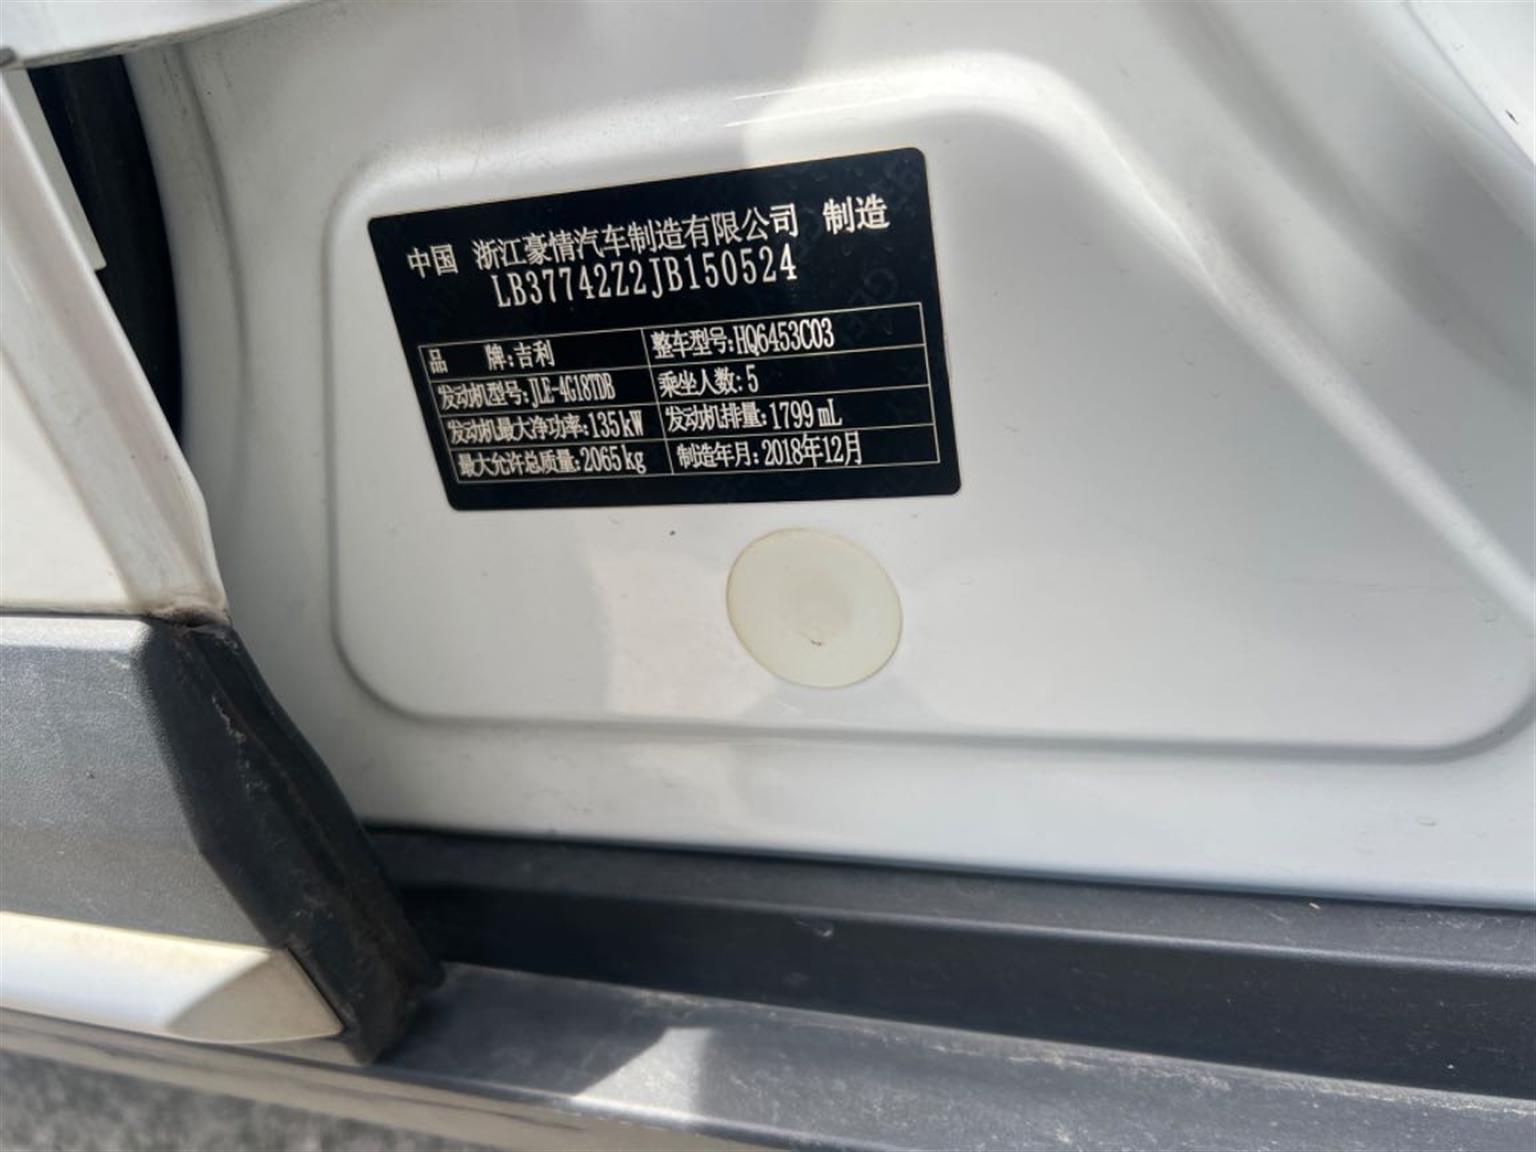 中国 浙江豪情汽车制造有限公司 制造
LB37742Z2JB150524
品 牌:吉利 整车型号:HQ6453C03
发动机型号:JLE-4G18TDB 乘坐人数:5
发动机最大净功率:135kW 发动机排量:1799mL
最大允许总质量:2065kg 制造年月:2018年12月